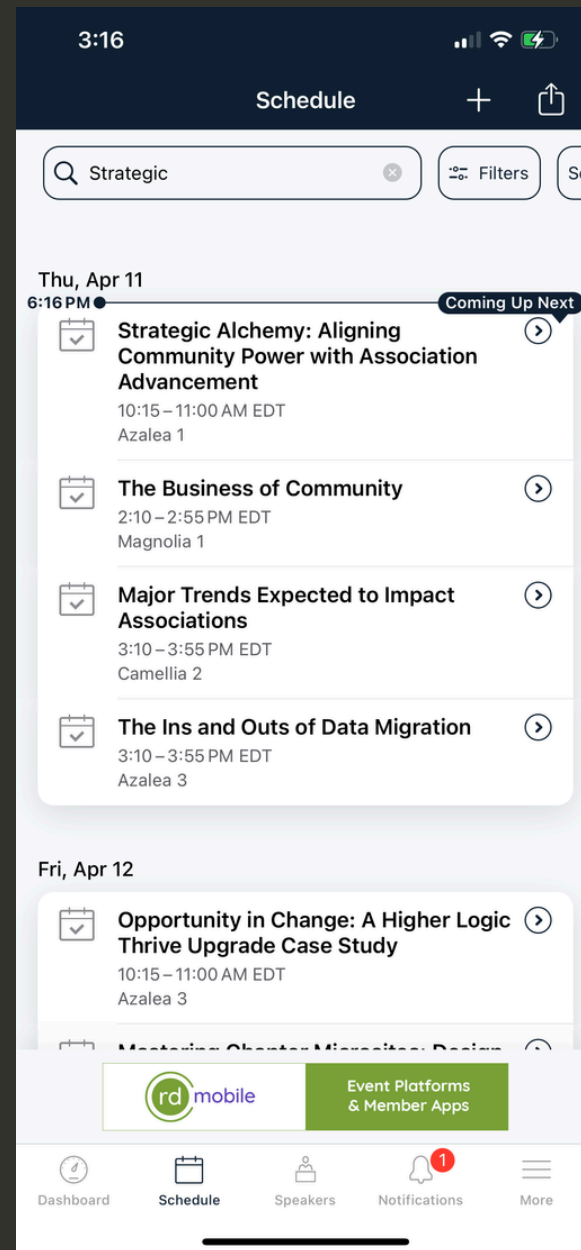 3:16
Schedule
Strategic
Filters
Thu, Apr 11
6:16 PM
Coming Up Next
Strategic Alchemy: Aligning
Community Power with Association
Advancement
10:15 – 11:00 AM EDT
Azalea 1
The Business of Community
2:10 – 2:55 PM EDT
Magnolia 1
Major Trends Expected to Impact
Associations
3:10 – 3:55 PM EDT
Camellia 2
The Ins and Outs of Data Migration
3:10 – 3:55 PM EDT
Azalea 3
Fri, Apr 12
Opportunity in Change: A Higher Logic
Thrive Upgrade Case Study
10:15 – 11:00 AM EDT
Azalea 3
Mastering Chapter Microsites: Design
rd mobile
Event Platforms
& Member Apps
1
Dashboard
Schedule
Speakers
Notifications
More